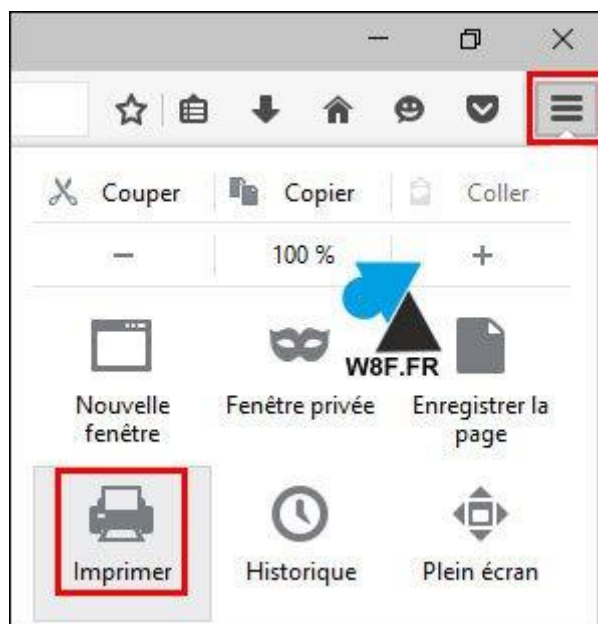 Couper Copier Coller
100 %
W8F.FR
Nouvelle Fenêtre privée Enregistrer la
fenêtre page
Imprimer Historique Plein écran